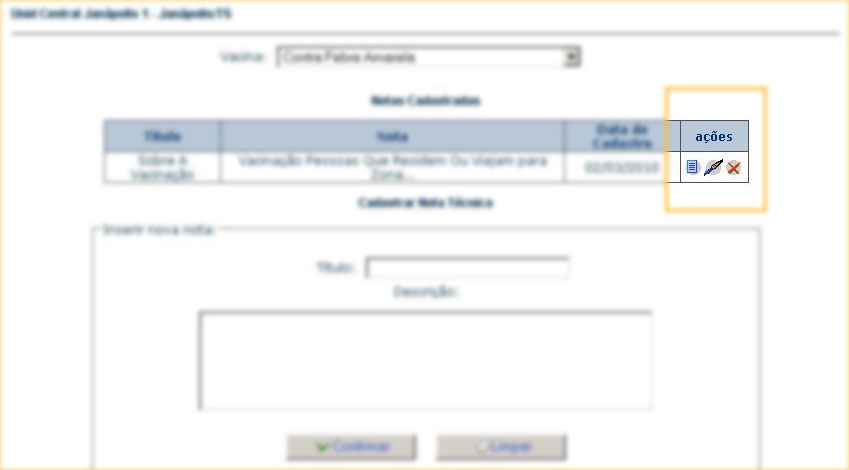 Unid Central Janápolis 1 - Janápolis/TS
Vacina: Contra Febre Amarela
Notas Cadastradas
Título Nota Data de Cadastro ações
Sobre A Vacinação Vacinação Pessoas Que Residem Ou Viajam para Zona... 02/03/2010
Cadastrar Nota Técnica
Inserir nova nota:
Título:
Descrição:
Confirmar Limpar